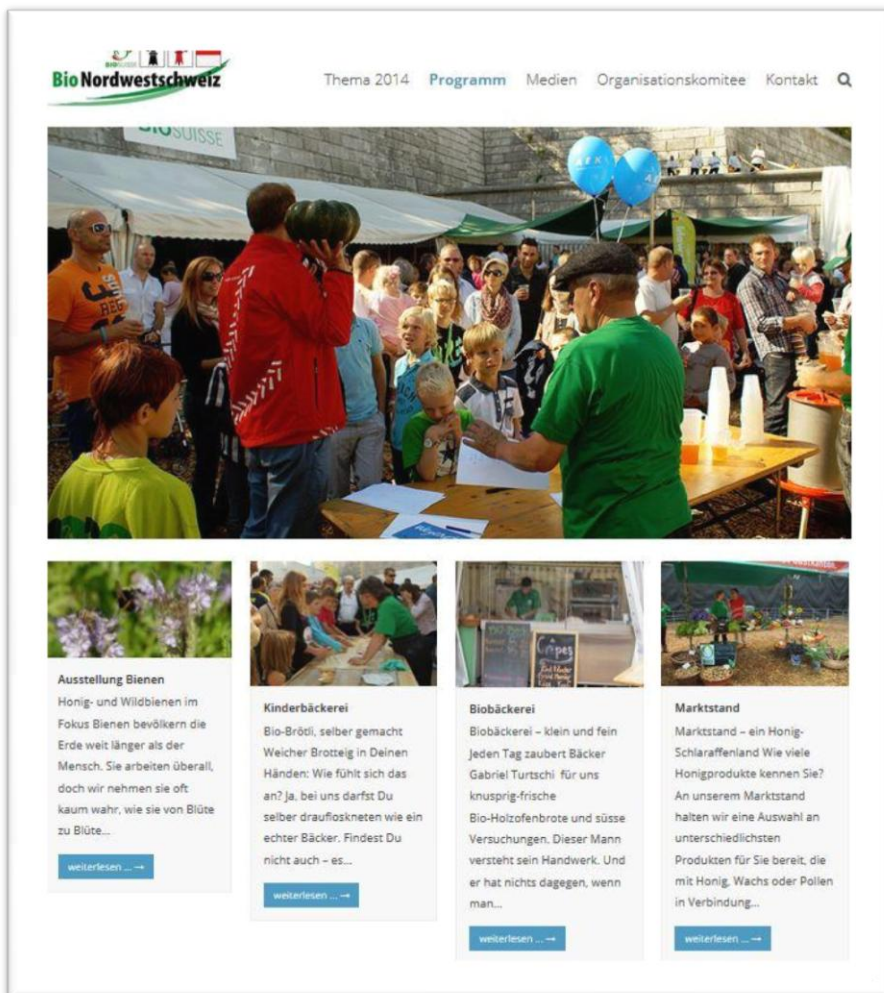 BIOSUISSE
Bio Nordwestschweiz
Thema 2014 Programm Medien Organisationskomitee Kontakt
BIOSUISSE
Ausstellung Bienen
Honig- und Wildbienen im
Fokus Bienen bevölkern die
Erde weit länger als der
Mensch. Sie arbeiten überall,
doch wir nehmen sie oft
kaum wahr, wie sie von Blüte
zu Blüte...
weiterlesen ... →
Kinderbäckerei
Bio-Brötli, selber gemacht
Weicher Brotteig in Deinen
Händen: Wie fühlt sich das
an? Ja, bei uns darfst Du
selber draufloskneten wie ein
echter Bäcker. Findest Du
nicht auch – es...
weiterlesen ... →
Crêpes
Biobäckerei
Biobäckerei – klein und fein
Jeden Tag zaubert Bäcker
Gabriel Turtschi für uns
knusprig-frische
Bio-Holzofenbrote und süsse
Versuchungen. Dieser Mann
versteht sein Handwerk. Und
er hat nichts dagegen, wenn
man...
weiterlesen ... →
Marktstand
Marktstand – ein Honig-
Schlaraffenland Wie viele
Honigprodukte kennen Sie?
An unserem Marktstand
halten wir eine Auswahl an
unterschiedlichsten
Produkten für Sie bereit, die
mit Honig, Wachs oder Pollen
in Verbindung...
weiterlesen ... →